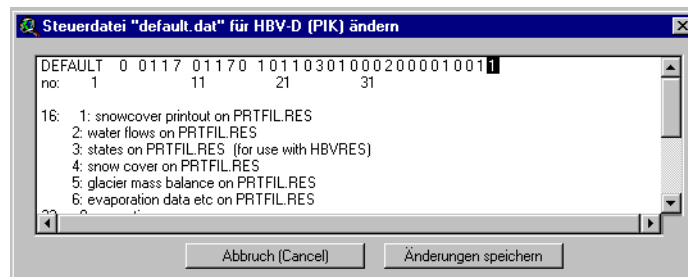 Steuerdatei "default.dat" für HBV-D (PIK) ändern
DEFAULT 0 0117 01170 1011030100020000010011
no: 1 11 21 31
16: 1: snowcover printout on PRTFIL.RES
2: water flows on PRTFIL.RES
3: states on PRTFIL.RES (for use with HBVRES)
4: snow cover on PRTFIL.RES
5: glacier mass balance on PRTFIL.RES
6: evaporation data etc on PRTFIL.RES
Abbruch (Cancel) Änderungen speichern